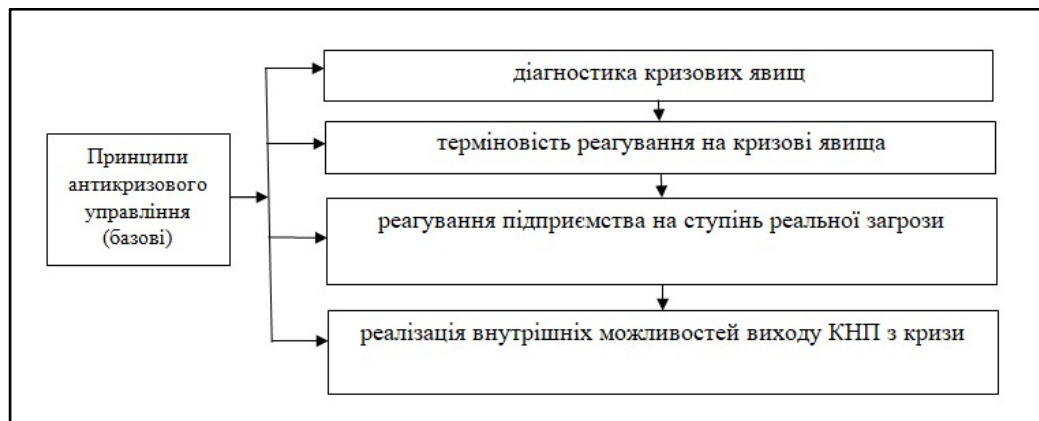 Принципи
антикризового
управління
(базові)
діагностика кризових явищ
терміновість реагування на кризові явища
реагування підприємства на ступінь реальної загрози
реалізація внутрішніх можливостей виходу КНП з кризи